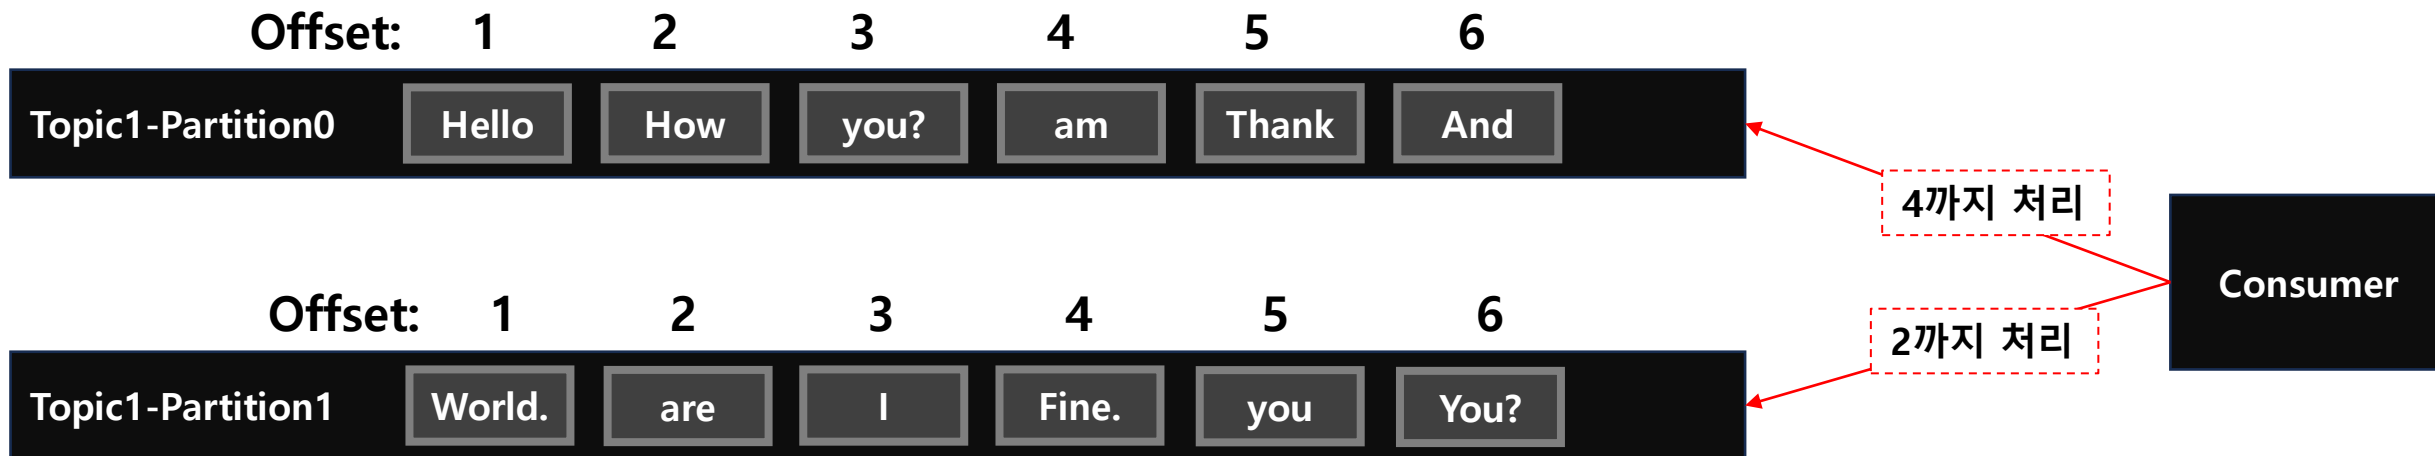 Offset: 1 2 3 4 5 6
Topic1-Partition0 Hello How you? am Thank And
4까지 처리
Consumer
2까지 처리
Offset: 1 2 3 4 5 6
Topic1-Partition1 World. are I Fine. you You?